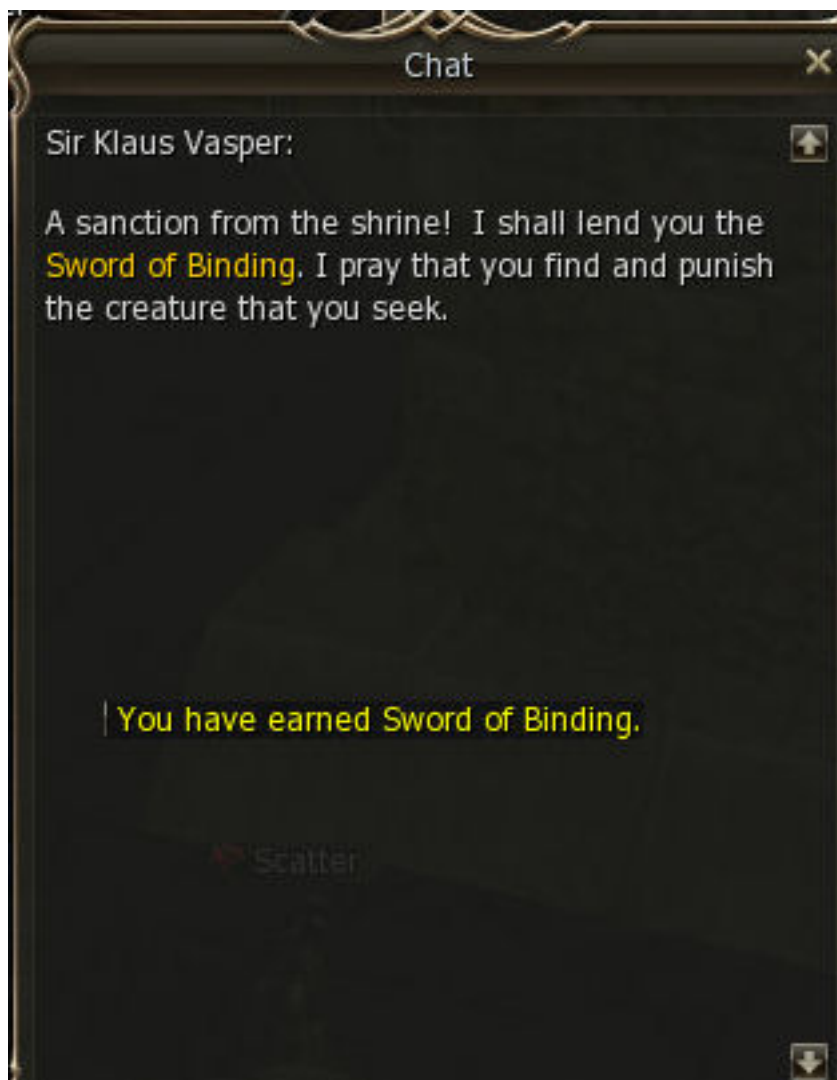 Chat
Sir Klaus Vasper:
A sanction from the shrine! I shall lend you the
Sword of Binding. I pray that you find and punish
the creature that you seek.
You have earned Sword of Binding.
Scatter